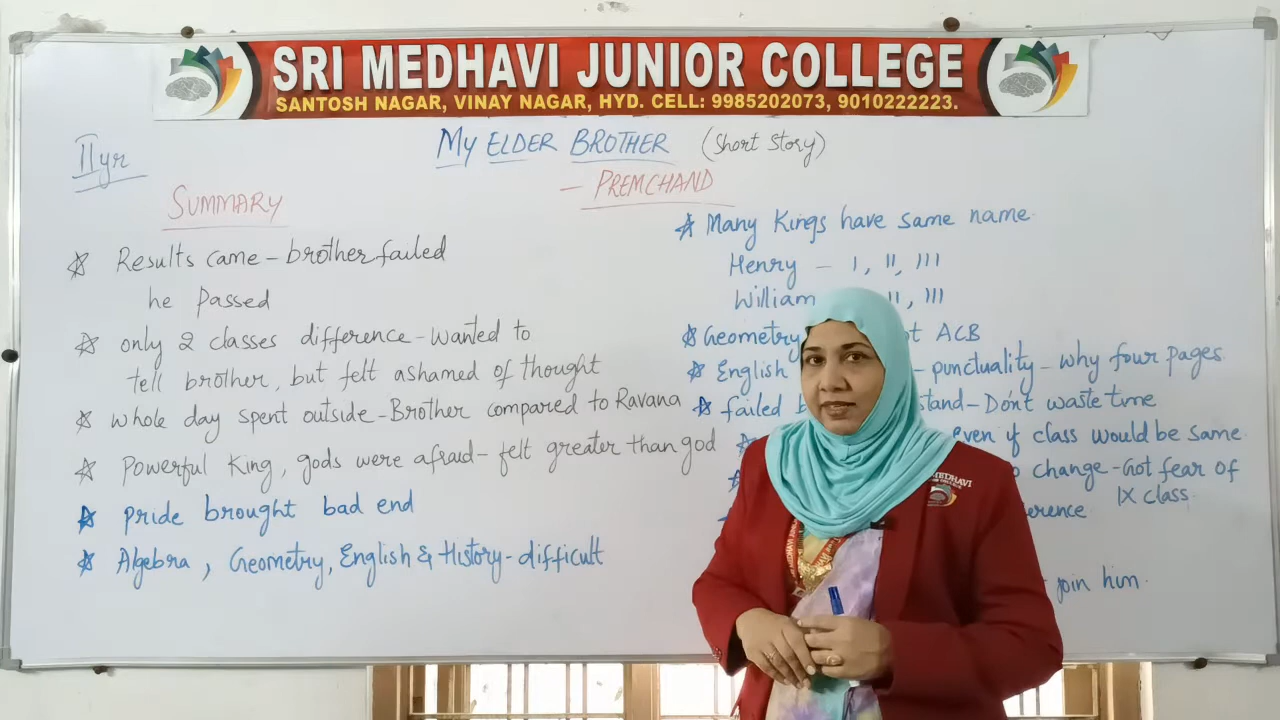 SRI MEDHAVI JUNIOR COLLEGE
SANTOSH NAGAR, VINAY NAGAR, HYD. CELL: 9985202073, 9010222223.
II yr
MY ELDER BROTHER (Short Story)
- PREMCHAND
SUMMARY
Results came - brother failed
he Passed
only 2 classes difference - wanted to
tell brother, but felt ashamed of thought
whole day spent outside - Brother compared to Ravana
Powerful King, gods were afraid - felt greater than god
pride brought bad end
Algebra, Geometry, English & History - difficult
Many Kings have same name
Henry - I, II, III
William II, III
Geometry ACB
English - punctuality - why four pages
failed - Don't waste time
Even if class would be same
change - Got fear of
IX class
join him
MEDHAVI